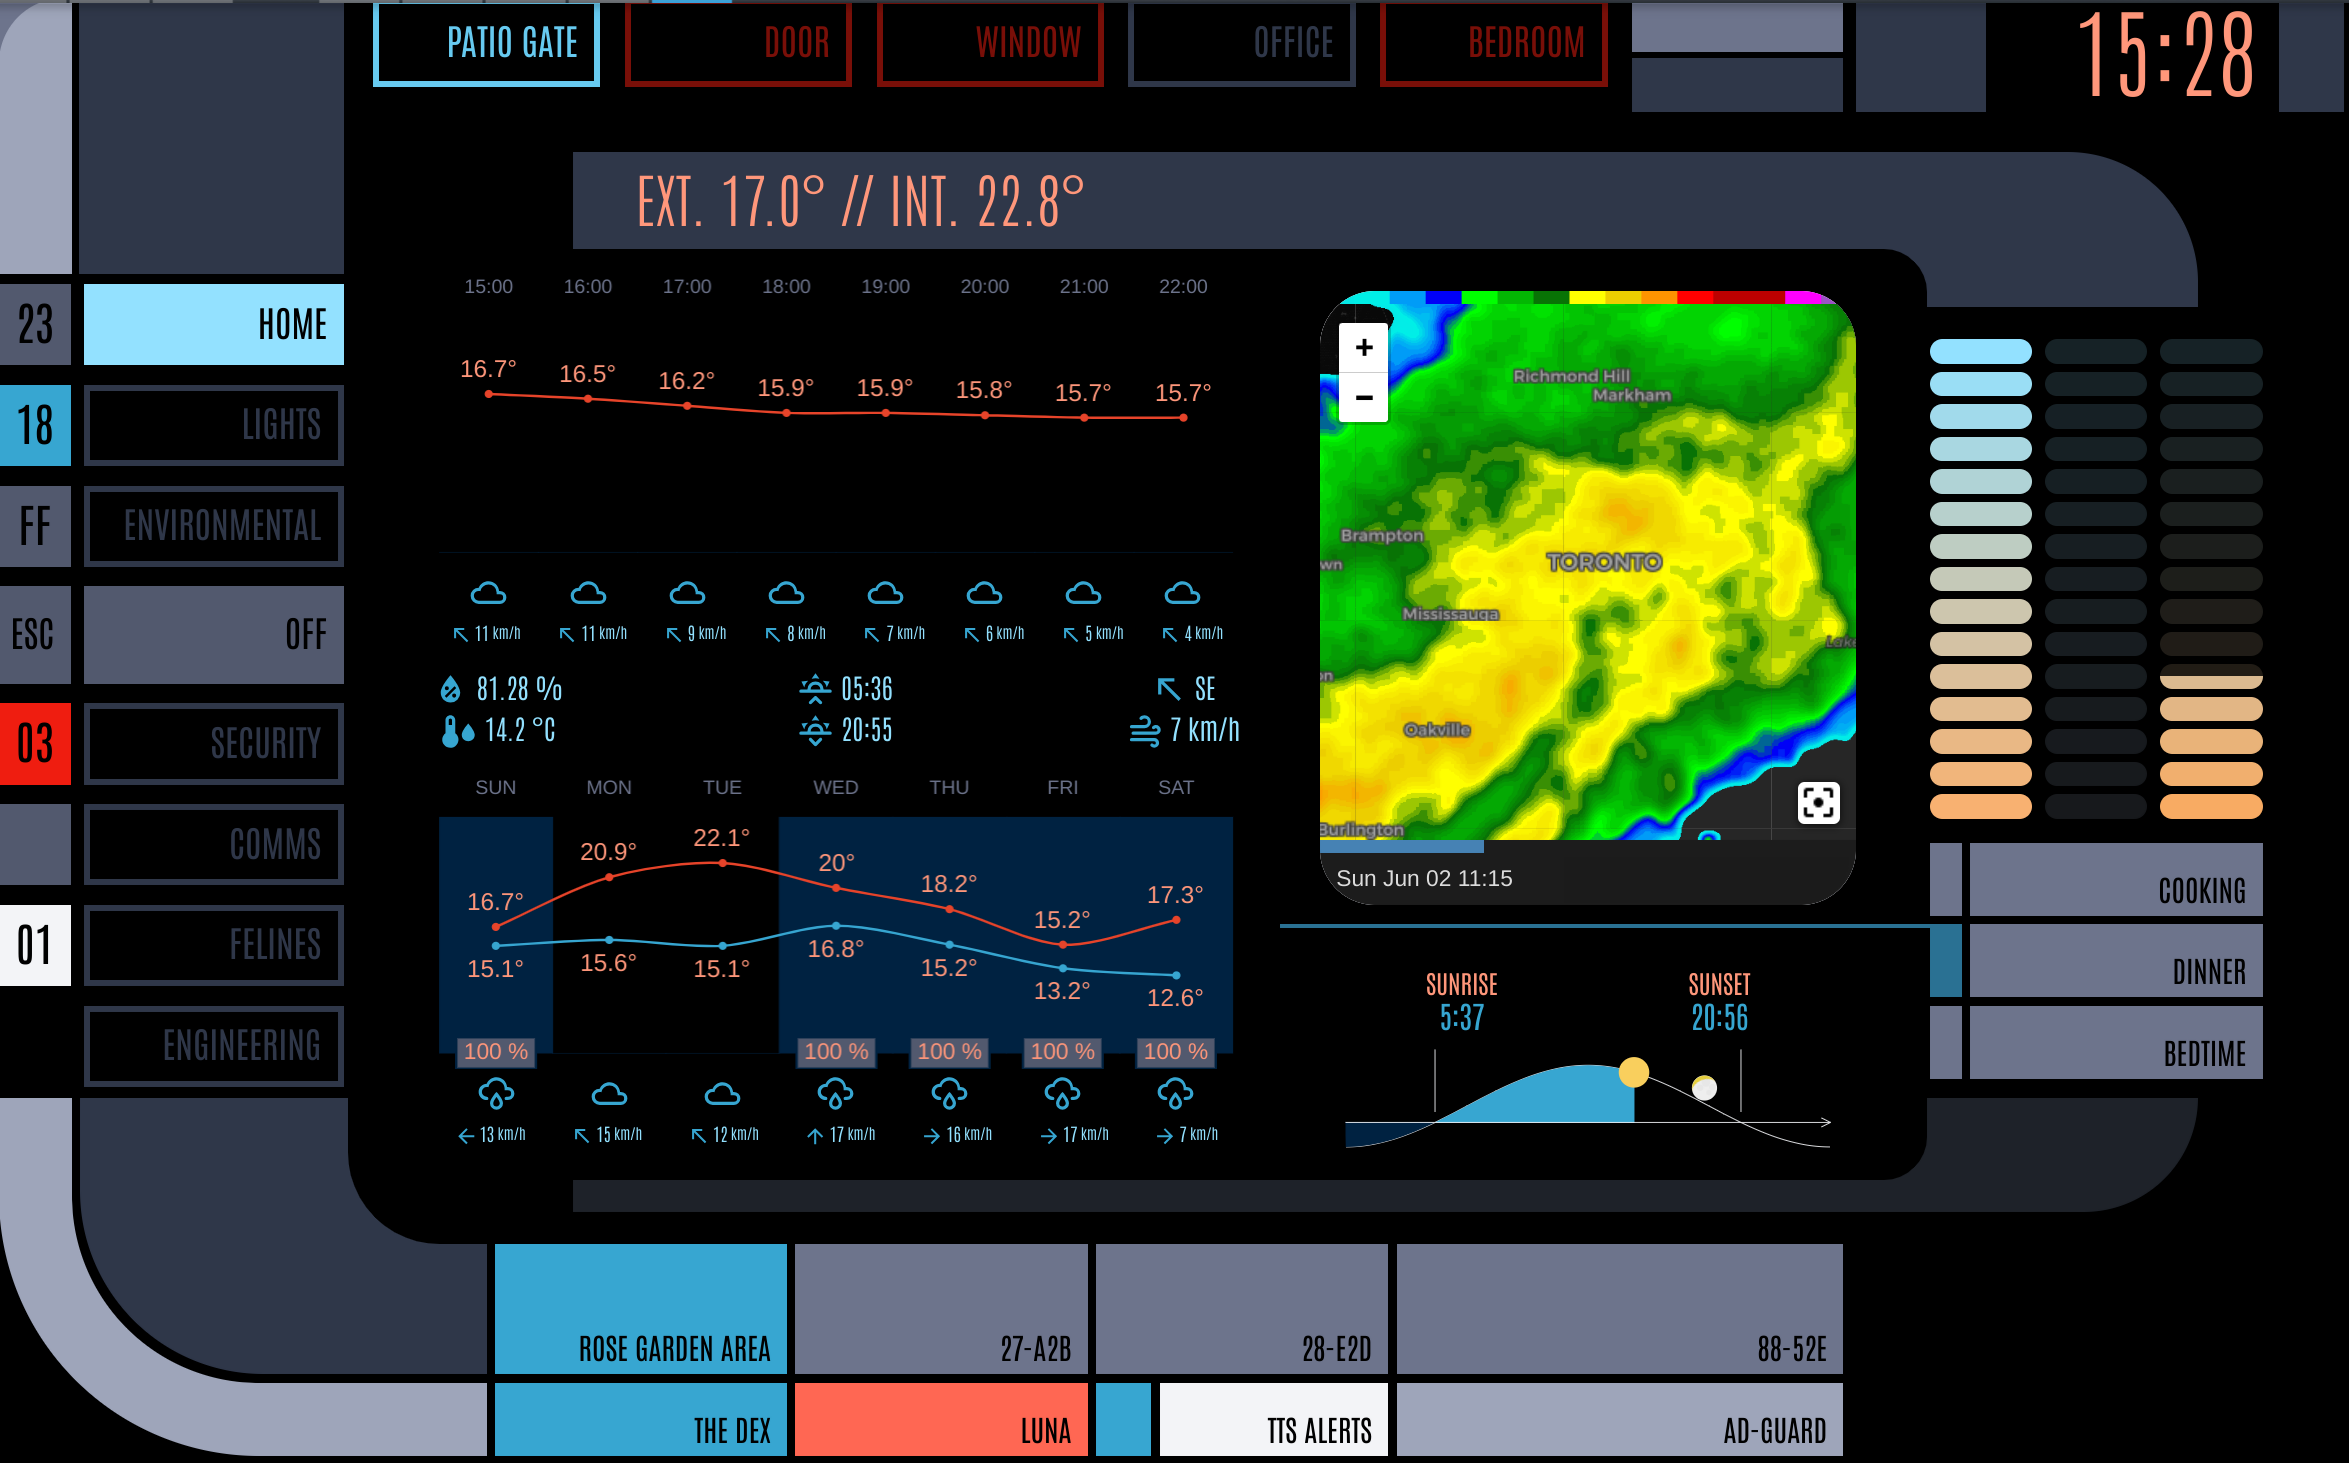 PATIO GATE
DOOR
WINDOW
OFFICE
BEDROOM
15:28
EXT. 17.0° // INT. 22.8°
23
HOME
18
LIGHTS
FF
ENVIRONMENTAL
ESC
OFF
03
SECURITY
COMMS
01
FELINES
ENGINEERING
15:00 16:00 17:00 18:00 19:00 20:00 21:00 22:00
16.7° 16.5° 16.2° 15.9° 15.9° 15.8° 15.7° 15.7°
11 km/h 11 km/h 9 km/h 8 km/h 7 km/h 6 km/h 5 km/h 4 km/h
81.28 % 05:36 SE
14.2 °C 20:55 7 km/h
SUN MON TUE WED THU FRI SAT
16.7° 20.9° 22.1° 20° 18.2° 15.2° 17.3°
15.1° 15.6° 15.1° 16.8° 15.2° 13.2° 12.6°
100 % 100 % 100 % 100 % 100 %
13 km/h 15 km/h 12 km/h 17 km/h 16 km/h 17 km/h 7 km/h
+
−
Richmond Hill
Markham
Brampton
wn
TORONTO
Mississauga
Lake
on
Oakville
Burlington
Sun Jun 02 11:15
SUNRISE
5:37
SUNSET
20:56
COOKING
DINNER
BEDTIME
ROSE GARDEN AREA
27-A2B
28-E2D
88-52E
THE DEX
LUNA
TTS ALERTS
AD-GUARD